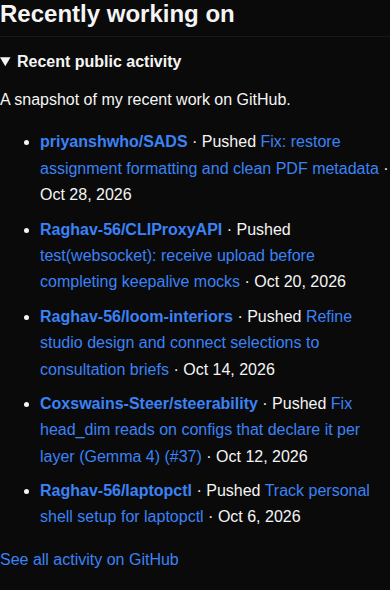 Recently working on
▼ Recent public activity
A snapshot of my recent work on GitHub.
• priyanshwho/SADS · Pushed Fix: restore
assignment formatting and clean PDF metadata ·
Oct 28, 2026
• Raghav-56/CLIProxyAPI · Pushed
test(websocket): receive upload before
completing keepalive mocks · Oct 20, 2026
• Raghav-56/loom-interiors · Pushed Refine
studio design and connect selections to
consultation briefs · Oct 14, 2026
• Coxswains-Steer/steerability · Pushed Fix
head_dim reads on configs that declare it per
layer (Gemma 4) (#37) · Oct 12, 2026
• Raghav-56/laptopctl · Pushed Track personal
shell setup for laptopctl · Oct 6, 2026
See all activity on GitHub